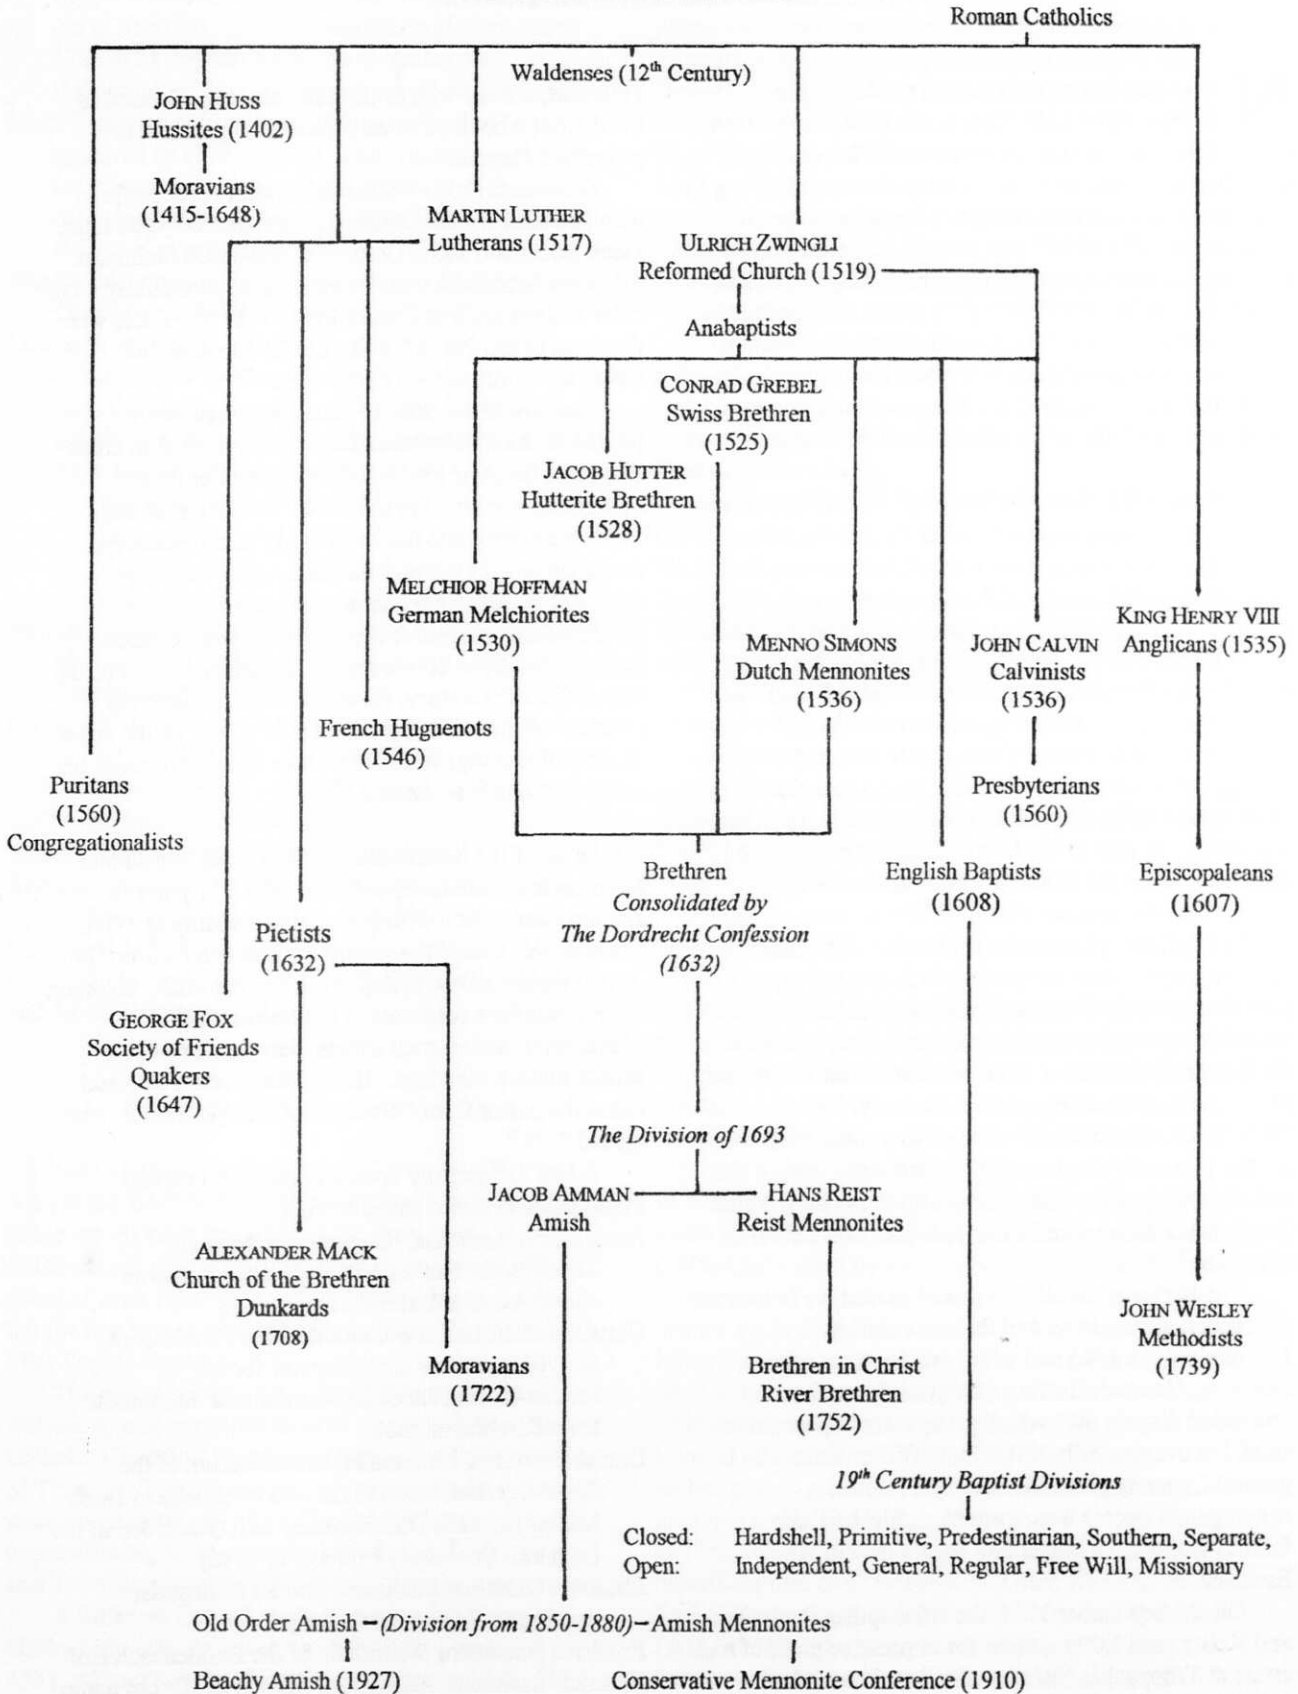 Roman Catholics
Waldenses (12th Century)
JOHN HUSS
Hussites (1402)
Moravians
(1415-1648)
MARTIN LUTHER
Lutherans (1517)
ULRICH ZWINGLI
Reformed Church (1519)
Anabaptists
CONRAD GREBEL
Swiss Brethren
(1525)
JACOB HUTTER
Hutterite Brethren
(1528)
MELCHIOR HOFFMAN
German Melchiorites
(1530)
MENNO SIMONS
Dutch Mennonites
(1536)
JOHN CALVIN
Calvinists
(1536)
KING HENRY VIII
Anglicans (1535)
French Huguenots
(1546)
Puritans
(1560)
Congregationalists
Presbyterians
(1560)
Brethren
Consolidated by
The Dordrecht Confession
(1632)
English Baptists
(1608)
Episcopaleans
(1607)
Pietists
(1632)
GEORGE FOX
Society of Friends
Quakers
(1647)
The Division of 1693
JACOB AMMAN
Amish
HANS REIST
Reist Mennonites
ALEXANDER MACK
Church of the Brethren
Dunkards
(1708)
Moravians
(1722)
Brethren in Christ
River Brethren
(1752)
JOHN WESLEY
Methodists
(1739)
19th Century Baptist Divisions
Closed: Hardshell, Primitive, Predestinarian, Southern, Separate,
Open: Independent, General, Regular, Free Will, Missionary
Old Order Amish – (Division from 1850-1880) – Amish Mennonites
Beachy Amish (1927)
Conservative Mennonite Conference (1910)